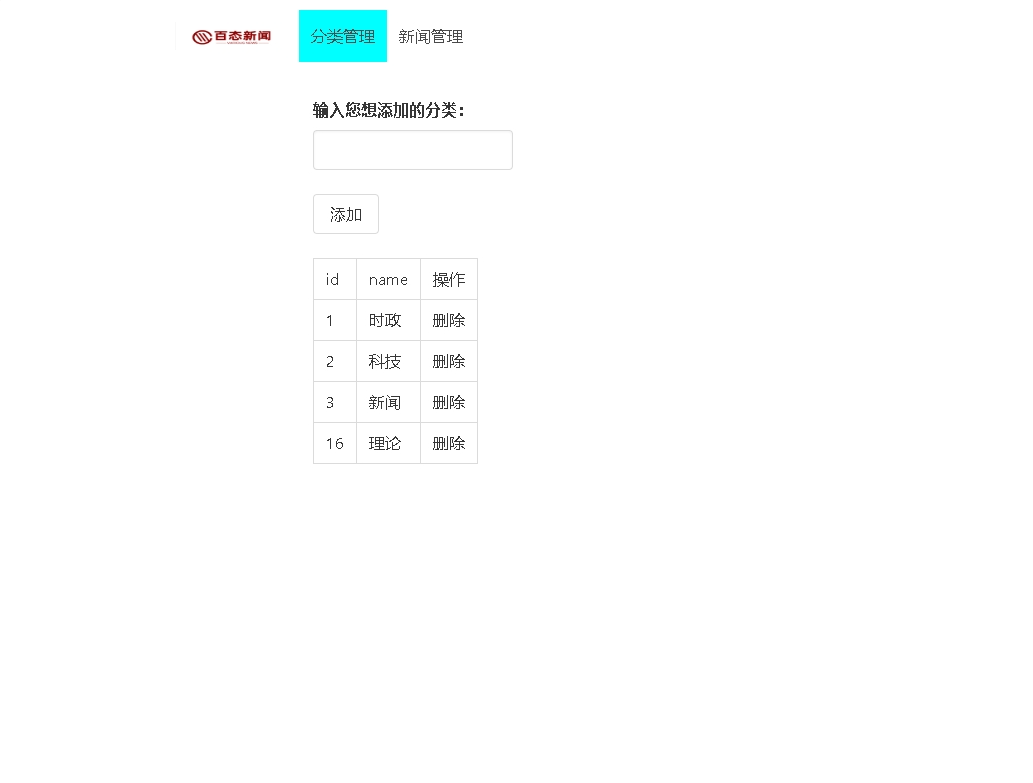 百态新闻
分类管理 新闻管理
输入您想添加的分类：
添加
id name 操作
1 时政 删除
2 科技 删除
3 新闻 删除
16 理论 删除